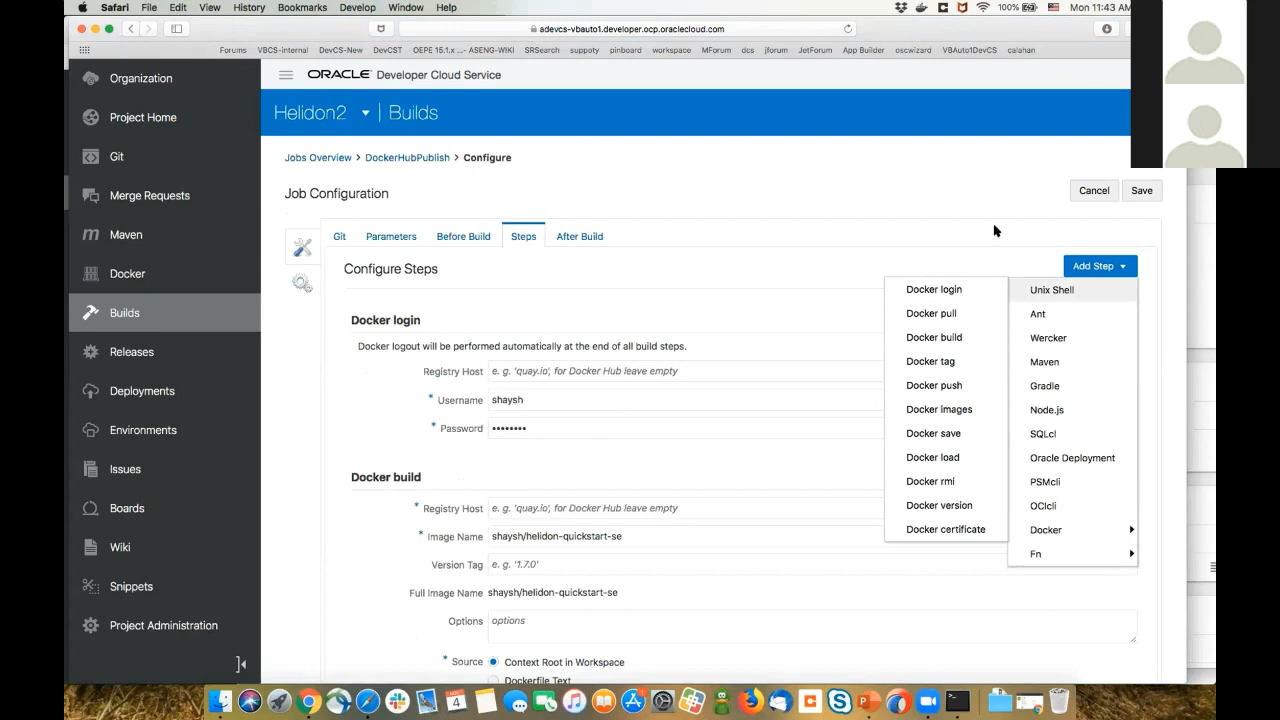 Safari File Edit View History Bookmarks Develop Window Help 100% Mon 11:43 AM
adevcs-vbauto1.developer.ocp.oraclecloud.com
Forums VBCS-internal DevCS-New DevCST OEPE 15.1.x ...- ASENG-WIKI SRSearch suppoty pinboard workspace MForum dcs jforum JetForum App Builder oscwizard VBAuto1DevCS calahan
Organization
ORACLE Developer Cloud Service
Project Home
Helidon2 Builds
Git
Jobs Overview > DockerHubPublish > Configure
Merge Requests
Job Configuration
Cancel Save
Maven
Git Parameters Before Build Steps After Build
Docker
Configure Steps
Add Step
Builds
Docker login
Docker pull
Docker build
Docker tag
Docker push
Docker images
Docker save
Docker load
Docker rmi
Docker version
Docker certificate
Unix Shell
Ant
Wercker
Maven
Gradle
Node.js
SQLcl
Oracle Deployment
PSMcli
OCIcli
Docker
Fn
Docker login
Docker logout will be performed automatically at the end of all build steps.
Registry Host e.g. 'quay.io', for Docker Hub leave empty
* Username shaysh
* Password ••••••••
Docker build
* Registry Host e.g. 'quay.io', for Docker Hub leave empty
* Image Name shaysh/helidon-quickstart-se
Version Tag e.g. '1.7.0'
Full Image Name shaysh/helidon-quickstart-se
Options options
* Source Context Root in Workspace
Dockerfile Text
Releases
Deployments
Environments
Issues
Boards
Wiki
Snippets
Project Administration
4